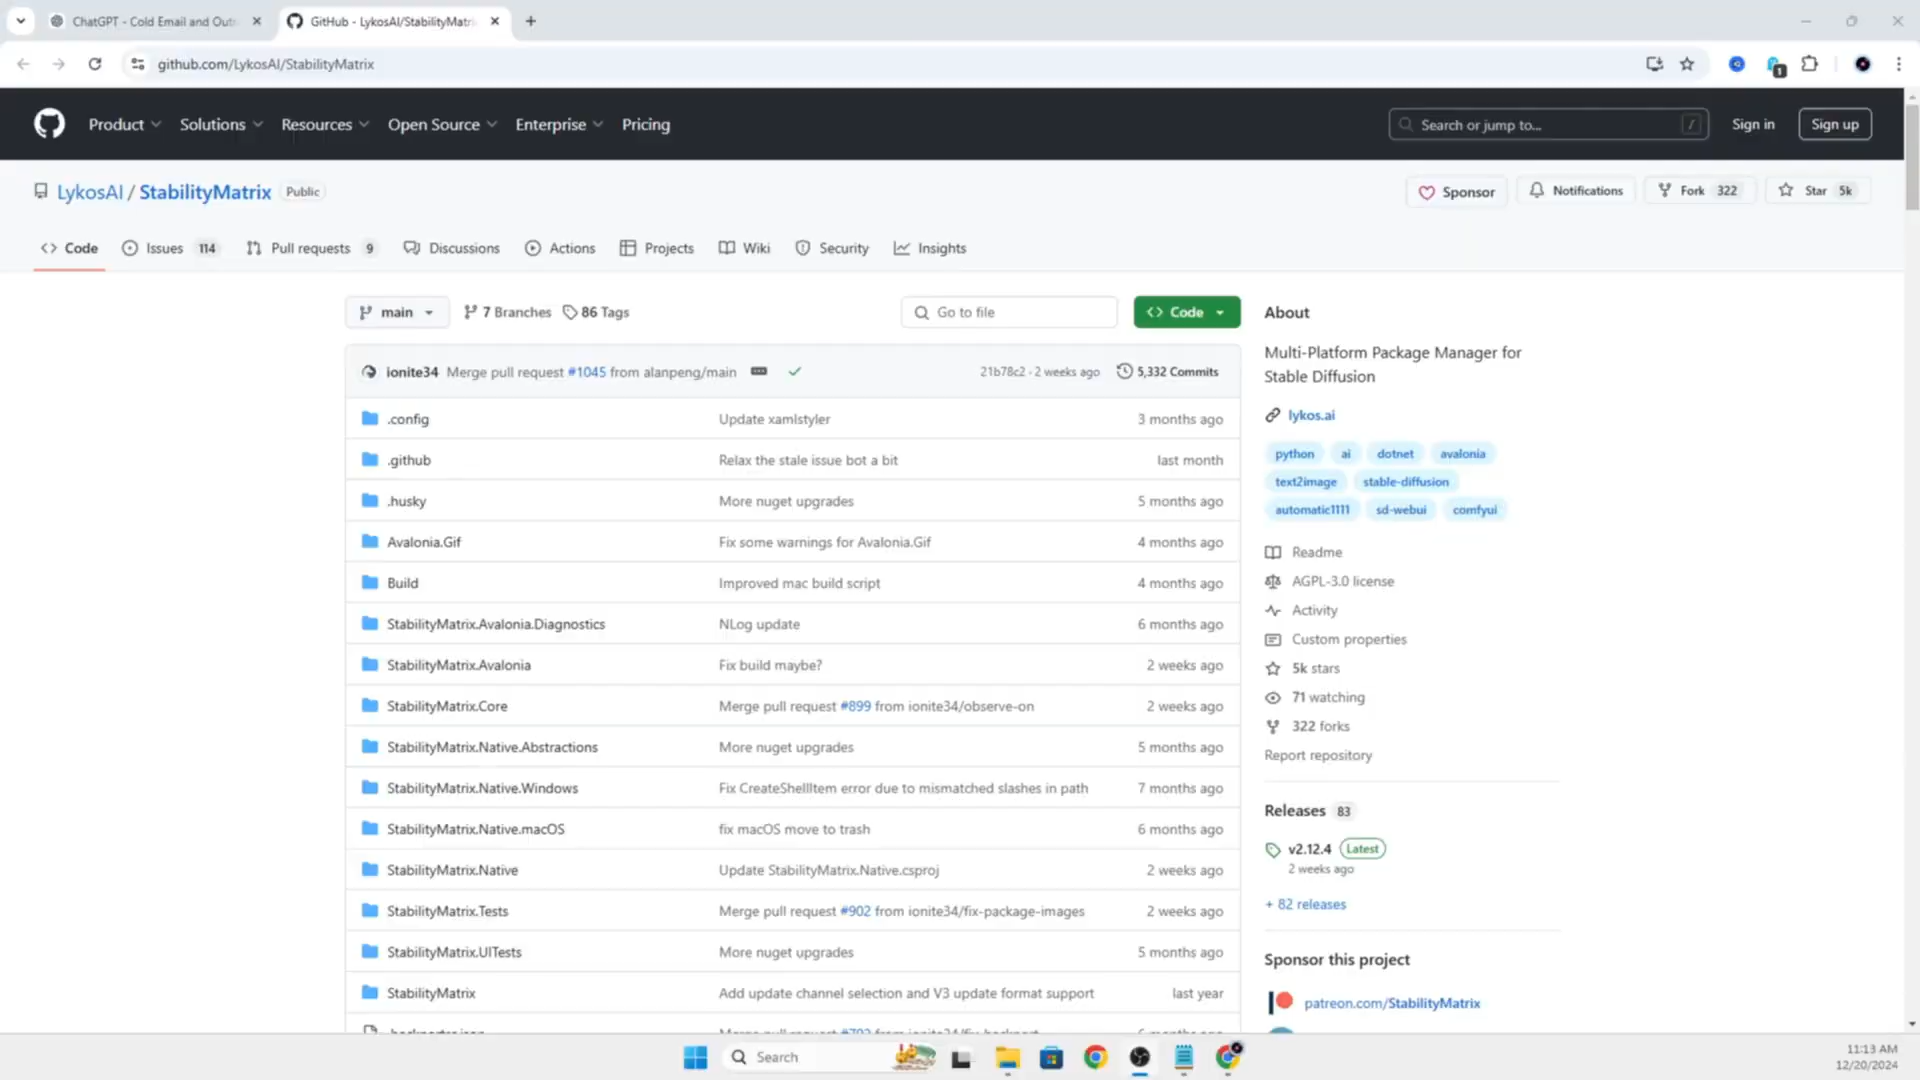 ChatGPT - Cold Email and Out
GitHub - LykosAI/StabilityMatri
github.com/LykosAI/StabilityMatrix
1
Product Solutions Resources Open Source Enterprise Pricing
Search or jump to...
/
Sign in
Sign up
LykosAI / StabilityMatrix Public
Sponsor
Notifications
Fork 322
Star 5k
Code
Issues 114
Pull requests 9
Discussions
Actions
Projects
Wiki
Security
Insights
main
7 Branches
86 Tags
Go to file
Code
ionite34 Merge pull request #1045 from alanpeng/main 21b78c2 · 2 weeks ago 5,332 Commits
.config Update xamlstyler 3 months ago
.github Relax the stale issue bot a bit last month
.husky More nuget upgrades 5 months ago
Avalonia.Gif Fix some warnings for Avalonia.Gif 4 months ago
Build Improved mac build script 4 months ago
StabilityMatrix.Avalonia.Diagnostics NLog update 6 months ago
StabilityMatrix.Avalonia Fix build maybe? 2 weeks ago
StabilityMatrix.Core Merge pull request #899 from ionite34/observe-on 2 weeks ago
StabilityMatrix.Native.Abstractions More nuget upgrades 5 months ago
StabilityMatrix.Native.Windows Fix CreateShellItem error due to mismatched slashes in path 7 months ago
StabilityMatrix.Native.macOS fix macOS move to trash 6 months ago
StabilityMatrix.Native Update StabilityMatrix.Native.csproj 2 weeks ago
StabilityMatrix.Tests Merge pull request #902 from ionite34/fix-package-images 2 weeks ago
StabilityMatrix.UITests More nuget upgrades 5 months ago
StabilityMatrix Add update channel selection and V3 update format support last year
About
Multi-Platform Package Manager for
Stable Diffusion
lykos.ai
python ai dotnet avalonia
text2image stable-diffusion
automatic1111 sd-webui comfyui
Readme
AGPL-3.0 license
Activity
Custom properties
5k stars
71 watching
322 forks
Report repository
Releases 83
v2.12.4 Latest
2 weeks ago
+ 82 releases
Sponsor this project
patreon.com/StabilityMatrix
Search
11:13 AM
12/20/2024